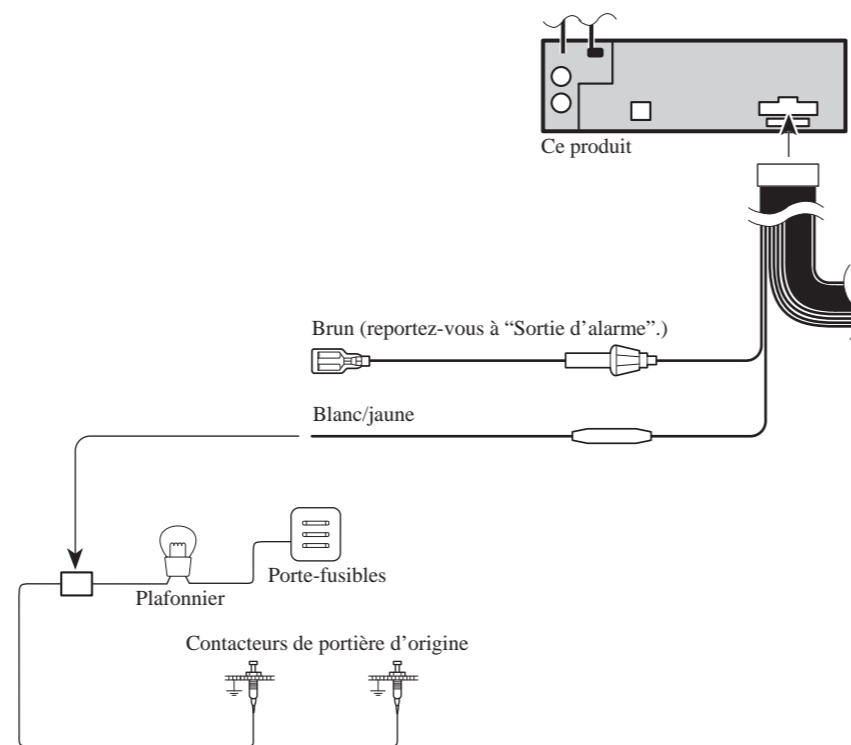 Ce produit
Brun (reportez-vous à “Sortie d’alarme”.)
Blanc/jaune
Porte-fusibles
Plafonnier
Contacteurs de portière d’origine